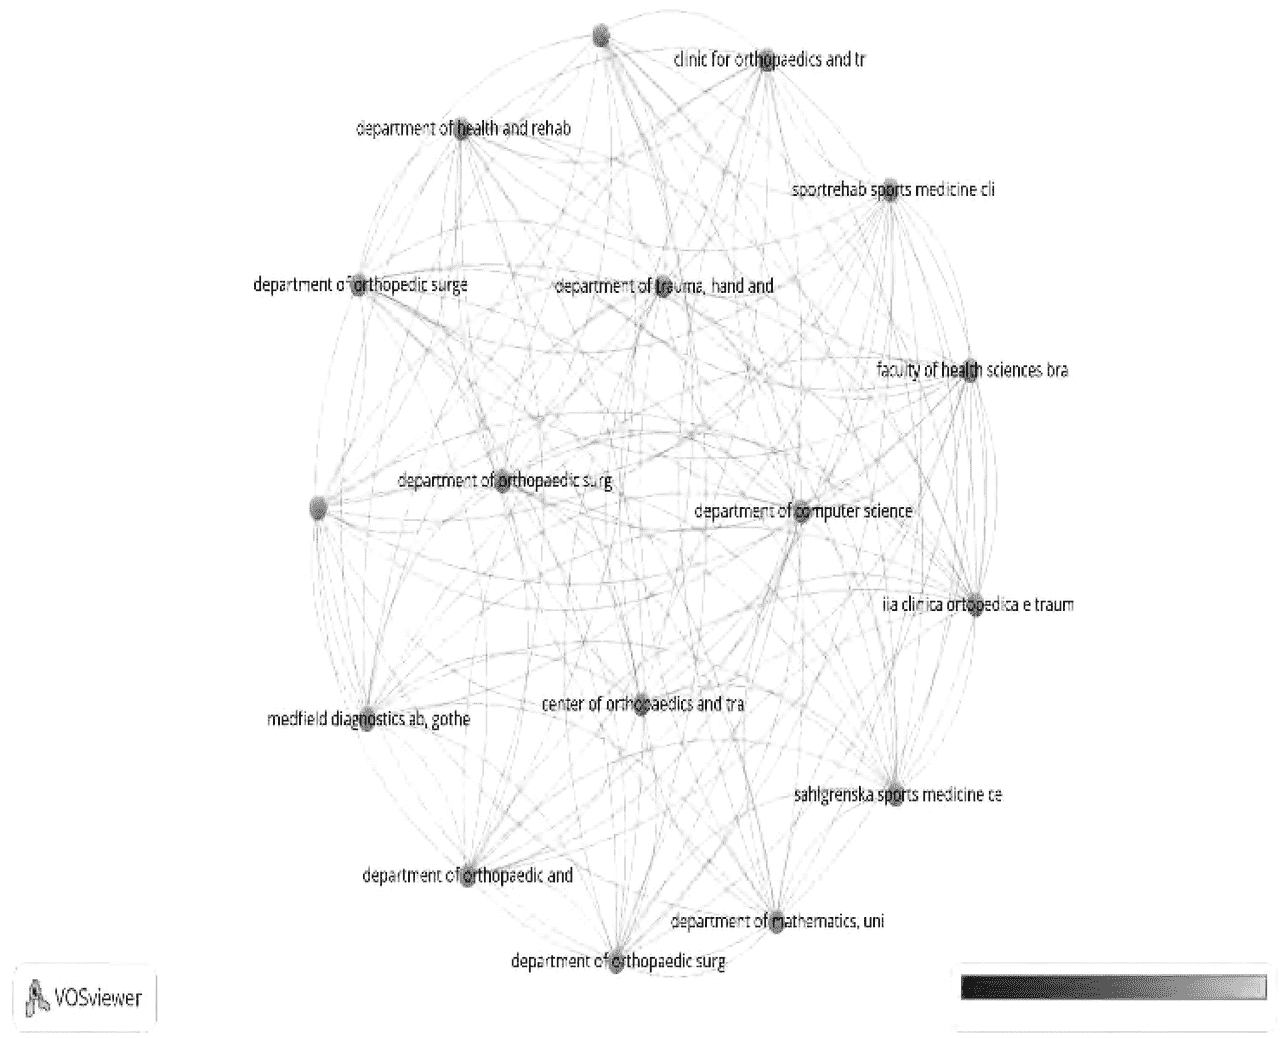 clinic for orthopaedics and tr
department of health and rehab
sportrehab sports medicine cli
department of orthopedic surge
department of trauma, hand and
faculty of health sciences bra
department of orthopaedic surg
department of computer science
iia clinica ortopedica e traum
center of orthopaedics and tra
medfield diagnostics ab, gothe
sahlgrenska sports medicine ce
department of orthopaedic and
department of mathematics, uni
department of orthopaedic surg
VOSviewer